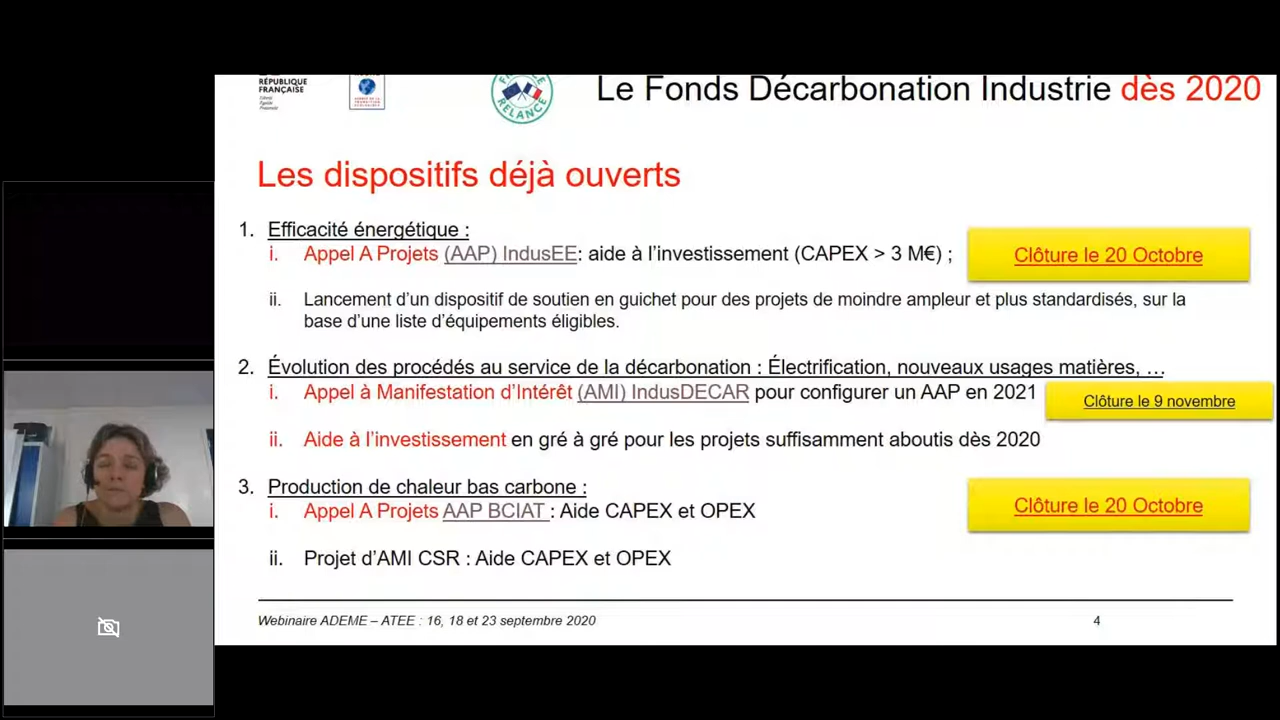 RÉPUBLIQUE
FRANÇAISE
Liberté
Égalité
Fraternité
RELANCE
Le Fonds Décarbonation Industrie dès 2020
Les dispositifs déjà ouverts
1. Efficacité énergétique :
i. Appel A Projets (AAP) IndusEE: aide à l’investissement (CAPEX > 3 M€) ;
Clôture le 20 Octobre
ii. Lancement d’un dispositif de soutien en guichet pour des projets de moindre ampleur et plus standardisés, sur la
base d’une liste d’équipements éligibles.
2. Évolution des procédés au service de la décarbonation : Électrification, nouveaux usages matières, …
i. Appel à Manifestation d’Intérêt (AMI) IndusDECAR pour configurer un AAP en 2021
Clôture le 9 novembre
ii. Aide à l’investissement en gré à gré pour les projets suffisamment aboutis dès 2020
3. Production de chaleur bas carbone :
i. Appel A Projets AAP BCIAT : Aide CAPEX et OPEX
Clôture le 20 Octobre
ii. Projet d’AMI CSR : Aide CAPEX et OPEX
Webinaire ADEME – ATEE : 16, 18 et 23 septembre 2020
4